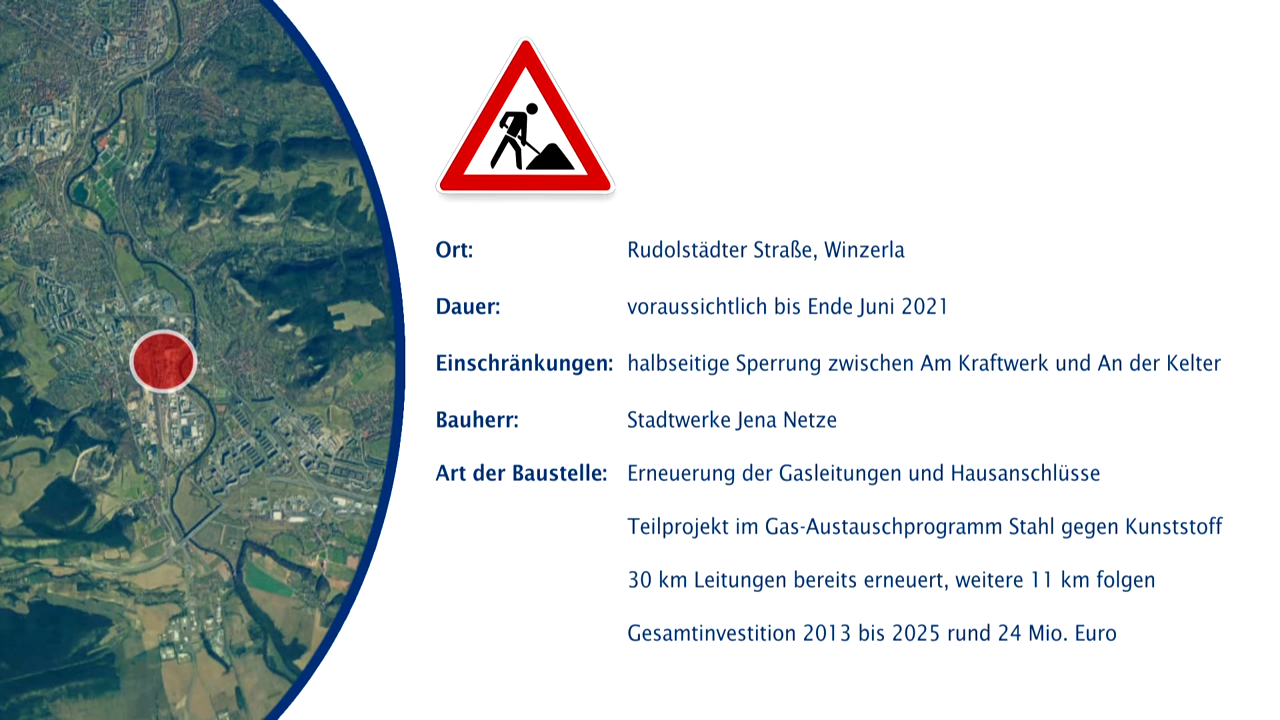 Ort: Rudolstädter Straße, Winzerla
Dauer: voraussichtlich bis Ende Juni 2021
Einschränkungen: halbseitige Sperrung zwischen Am Kraftwerk und An der Kelter
Bauherr: Stadtwerke Jena Netze
Art der Baustelle: Erneuerung der Gasleitungen und Hausanschlüsse
Teilprojekt im Gas-Austauschprogramm Stahl gegen Kunststoff
30 km Leitungen bereits erneuert, weitere 11 km folgen
Gesamtinvestition 2013 bis 2025 rund 24 Mio. Euro